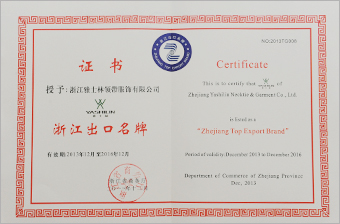 证书
授予：浙江雅士林领带服饰有限公司
YASHILIN
浙江出口名牌
有效期：2013年12月至2016年12月
Certificate
This is to certify that
of
Zhejiang Yashilin Necktie & Garment Co., Ltd.
is listed as a
"Zhejiang Top Export Brand"
Period of validity: December 2013 to December 2016
Department of Commerce of Zhejiang Province
Dec, 2013